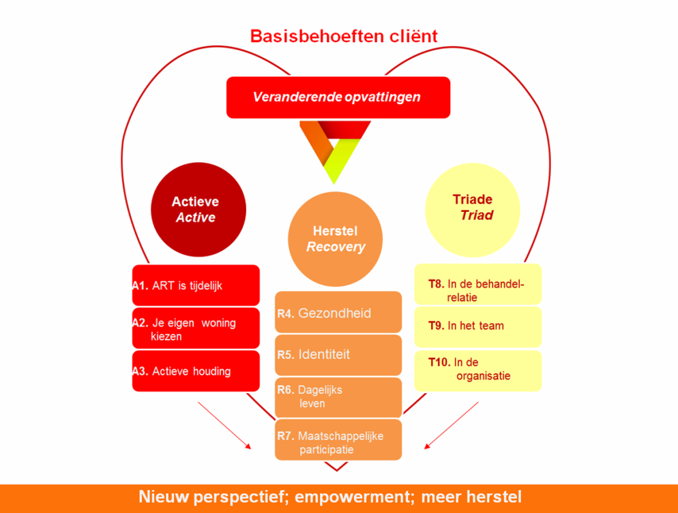 Basisbehoeften cliënt
Veranderende opvattingen
Actieve
Active
A1. ART is tijdelijk
A2. Je eigen woning
kiezen
A3. Actieve houding
Herstel
Recovery
R4. Gezondheid
R5. Identiteit
R6. Dagelijks
leven
R7. Maatschappelijke
participatie
Triade
Triad
T8. In de behandel-
relatie
T9. In het team
T10. In de
organisatie
Nieuw perspectief; empowerment; meer herstel